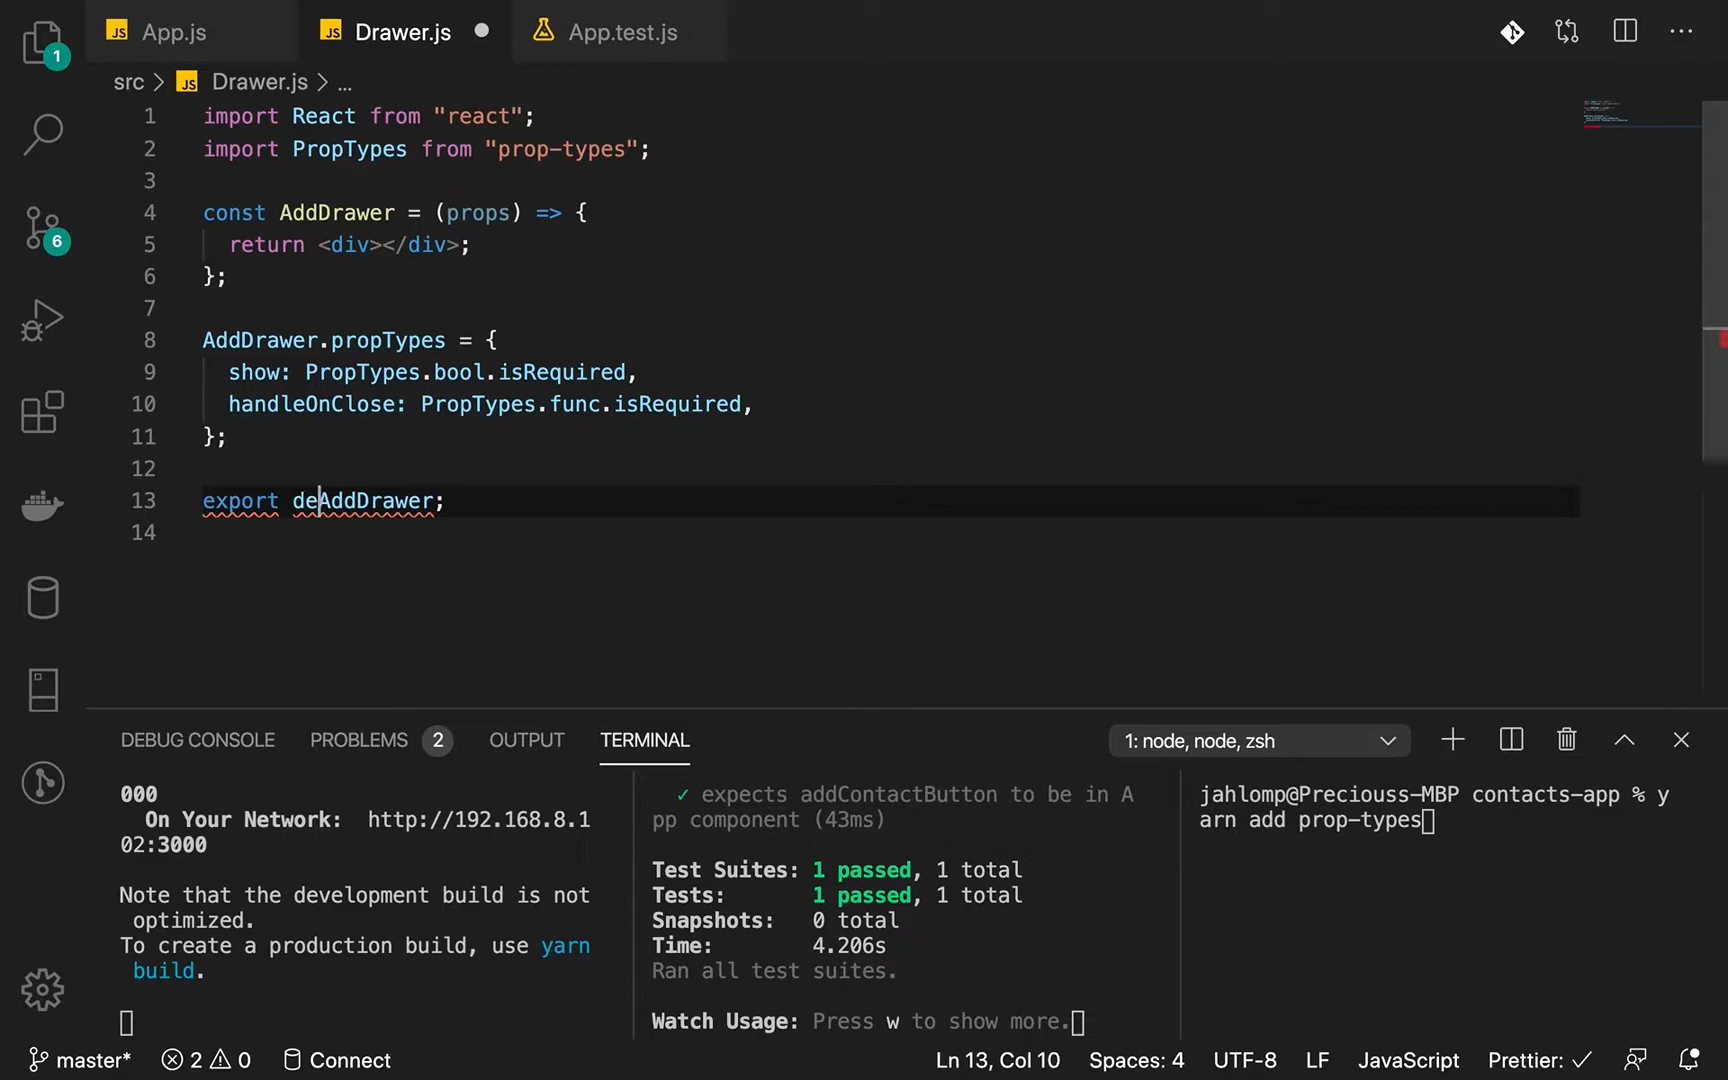 JS App.js JS Drawer.js App.test.js
1
src > JS Drawer.js > ...
1 import React from "react";
2 import PropTypes from "prop-types";
3
4 const AddDrawer = (props) => {
5 return <div></div>;
6 };
6
7
8 AddDrawer.propTypes = {
9 show: PropTypes.bool.isRequired,
10 handleOnClose: PropTypes.func.isRequired,
11 };
12
13 export deAddDrawer;
14
DEBUG CONSOLE PROBLEMS 2 OUTPUT TERMINAL 1: node, node, zsh
000
On Your Network: http://192.168.8.1
02:3000
Note that the development build is not
optimized.
To create a production build, use yarn
build.
✓ expects addContactButton to be in A
pp component (43ms)
Test Suites: 1 passed, 1 total
Tests: 1 passed, 1 total
Snapshots: 0 total
Time: 4.206s
Ran all test suites.
Watch Usage: Press w to show more.
jahlomp@Preciouss-MBP contacts-app % y
arn add prop-types
master* 2 0 Connect Ln 13, Col 10 Spaces: 4 UTF-8 LF JavaScript Prettier: ✓